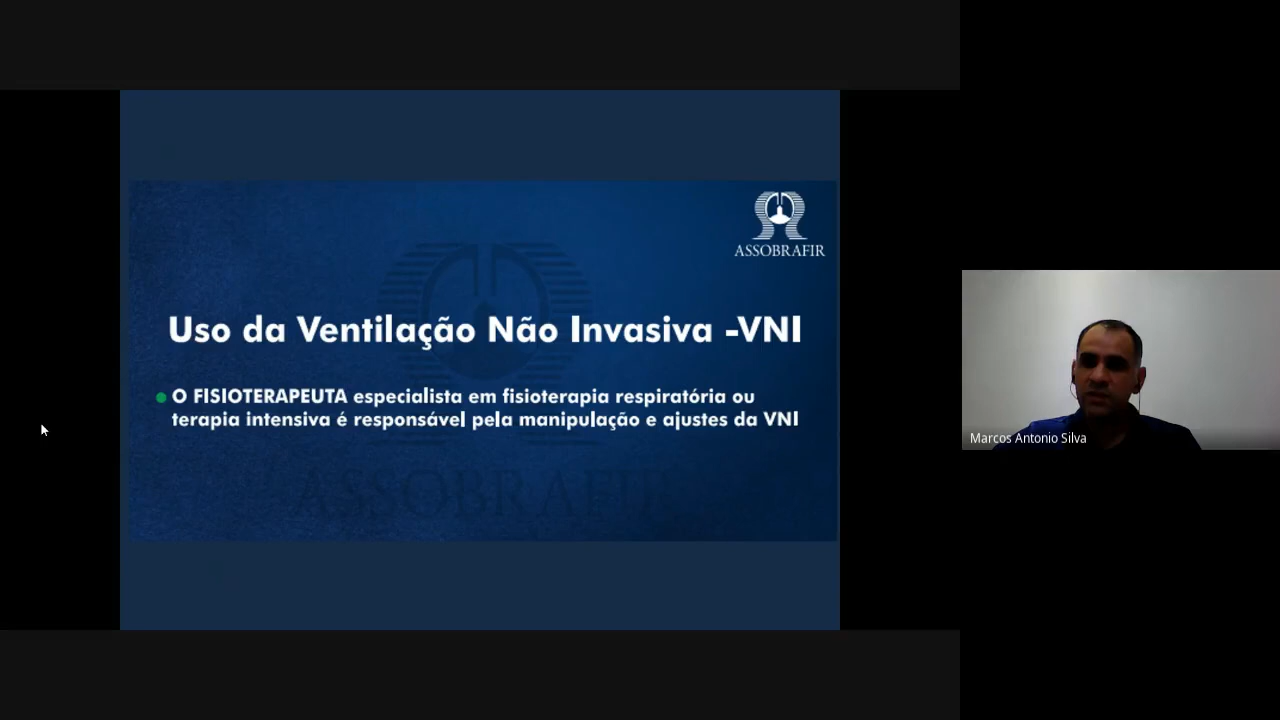 ASSOBRAFIR
Uso da Ventilação Não Invasiva -VNI
O FISIOTERAPEUTA especialista em fisioterapia respiratória ou
terapia intensiva é responsável pela manipulação e ajustes da VNI
ASSOBRAFIR
Marcos Antonio Silva